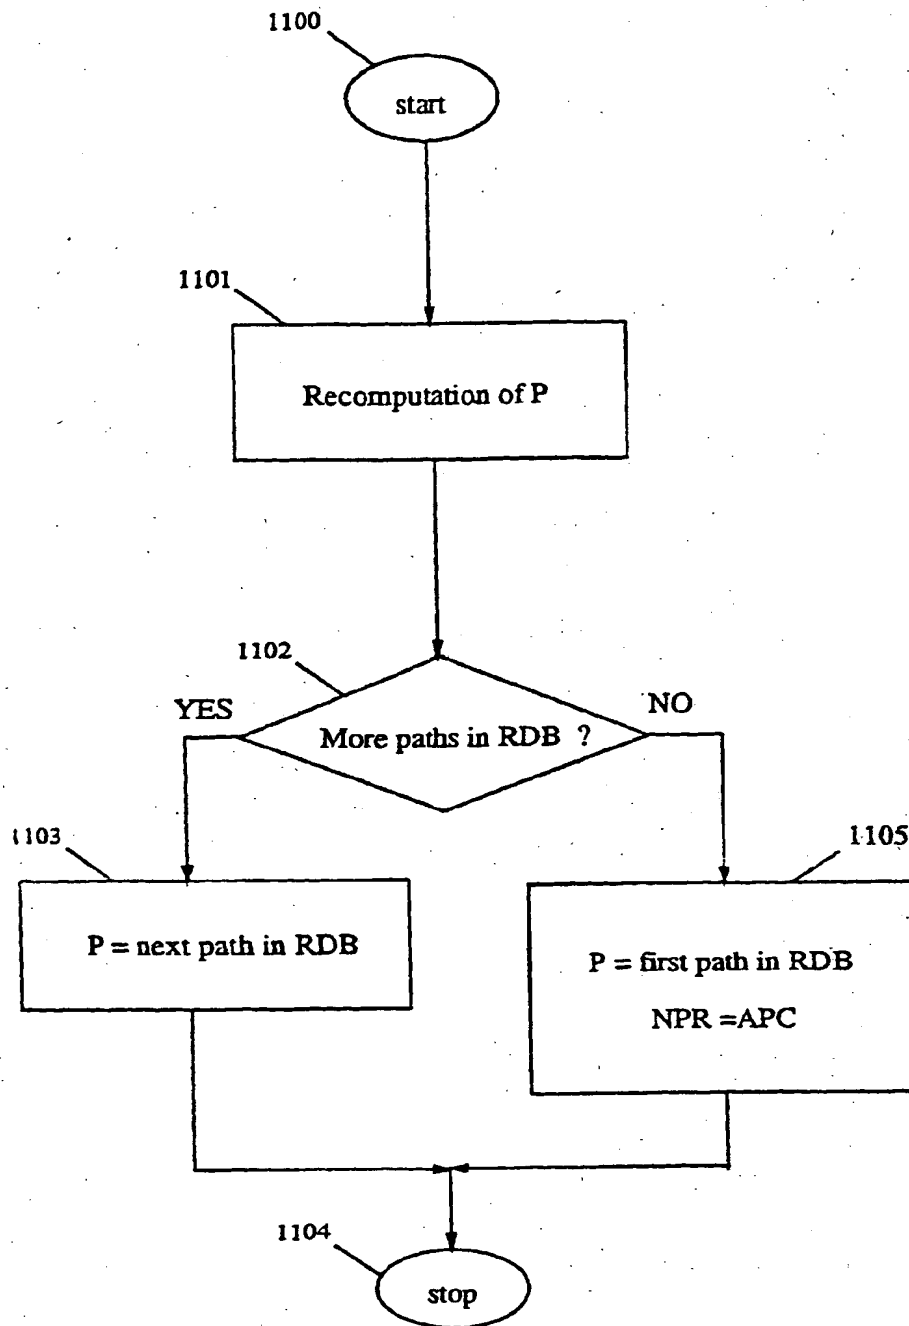 1100
start
1101
Recomputation of P
1102
YES
NO
More paths in RDB ?
1103
1105
P = next path in RDB
P = first path in RDB
NPR =APC
1104
stop